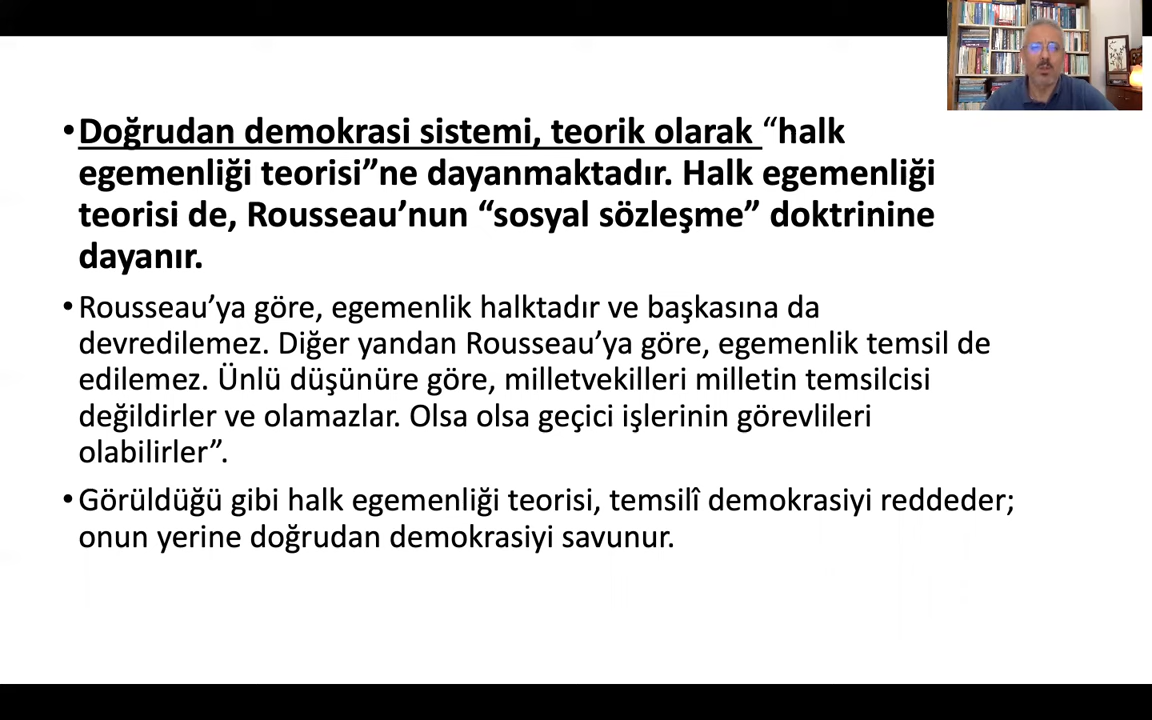 •Doğrudan demokrasi sistemi, teorik olarak “halk
egemenliği teorisi”ne dayanmaktadır. Halk egemenliği
teorisi de, Rousseau’nun “sosyal sözleşme” doktrinine
dayanır.
•Rousseau’ya göre, egemenlik halktadır ve başkasına da
devredilemez. Diğer yandan Rousseau’ya göre, egemenlik temsil de
edilemez. Ünlü düşünüre göre, milletvekilleri milletin temsilcisi
değildirler ve olamazlar. Olsa olsa geçici işlerinin görevlileri
olabilirler”.
•Görüldüğü gibi halk egemenliği teorisi, temsilî demokrasiyi reddeder;
onun yerine doğrudan demokrasiyi savunur.